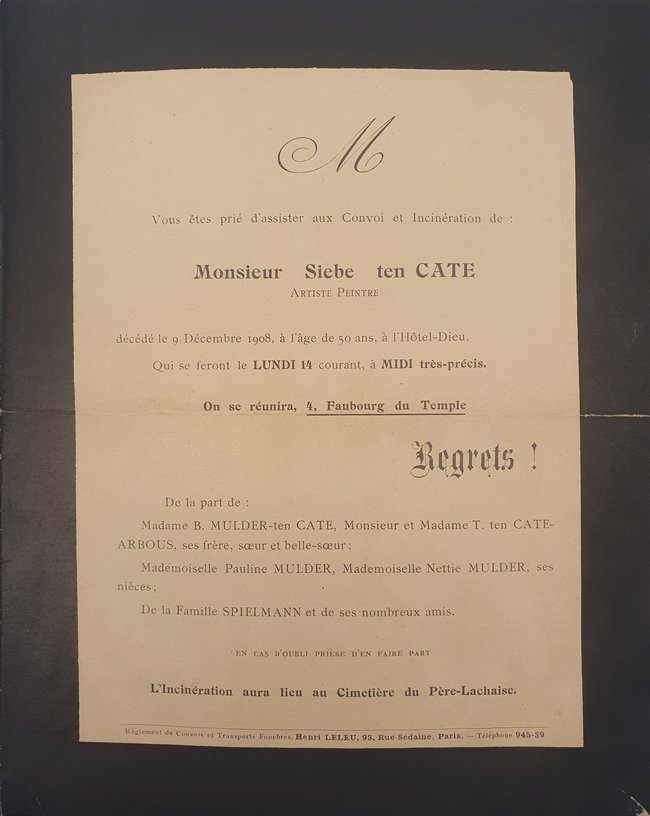 M
Vous êtes prié d'assister aux Convoi et Incinération de :
Monsieur Siebe ten CATE
ARTISTE PEINTRE
décédé le 9 Décembre 1908, à l'âge de 50 ans, à l'Hôtel-Dieu.
Qui se feront le LUNDI 14 courant, à MIDI très-précis.
On se réunira, 4, Faubourg du Temple
Regrets !
De la part de :
Madame B. MULDER-ten CATE, Monsieur et Madame T. ten CATE-
ARBOUS, ses frère, sœur et belle-sœur ;
Mademoiselle Pauline MULDER, Mademoiselle Nettie MULDER, ses
nièces ;
De la Famille SPIELMANN et de ses nombreux amis.
EN CAS D'OUBLI PRIÈRE D'EN FAIRE PART
L'Incinération aura lieu au Cimetière du Père-Lachaise.
Règlement de Convois et Transports Funèbres, Henri LELEU, 93, Rue Sedaine, Paris. — Téléphone 945-39